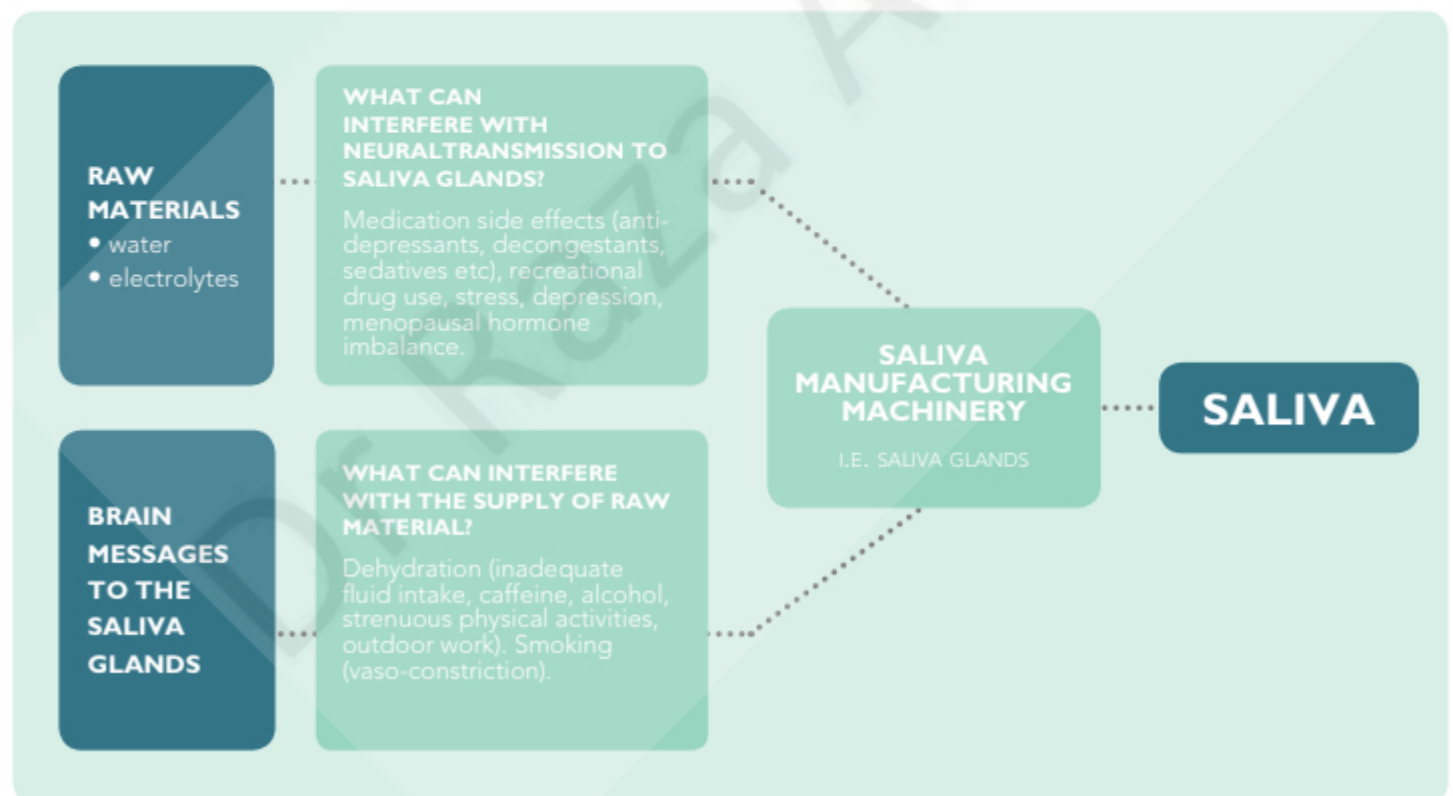 RAW
MATERIALS
• water
• electrolytes
WHAT CAN
INTERFERE WITH
NEURALTRANSMISSION TO
SALIVA GLANDS?
Medication side effects (anti-
depressants, decongestants,
sedatives etc), recreational
drug use, stress, depression,
menopausal hormone
imbalance.
BRAIN
MESSAGES
TO THE
SALIVA
GLANDS
WHAT CAN INTERFERE
WITH THE SUPPLY OF RAW
MATERIAL?
Dehydration (inadequate
fluid intake, caffeine, alcohol,
strenuous physical activities,
outdoor work). Smoking
(vaso-constriction).
SALIVA
MANUFACTURING
MACHINERY
I.E. SALIVA GLANDS
SALIVA
Dr Raza